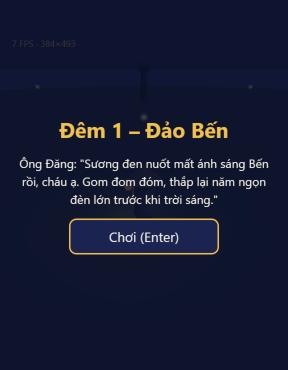 7 FPS · 384×493
Đêm 1 – Đảo Bến
Ông Đăng: "Sương đen nuốt mất ánh sáng Bến
rồi, cháu ạ. Gom đom đóm, thắp lại năm ngọn
đèn lớn trước khi trời sáng."
Chơi (Enter)